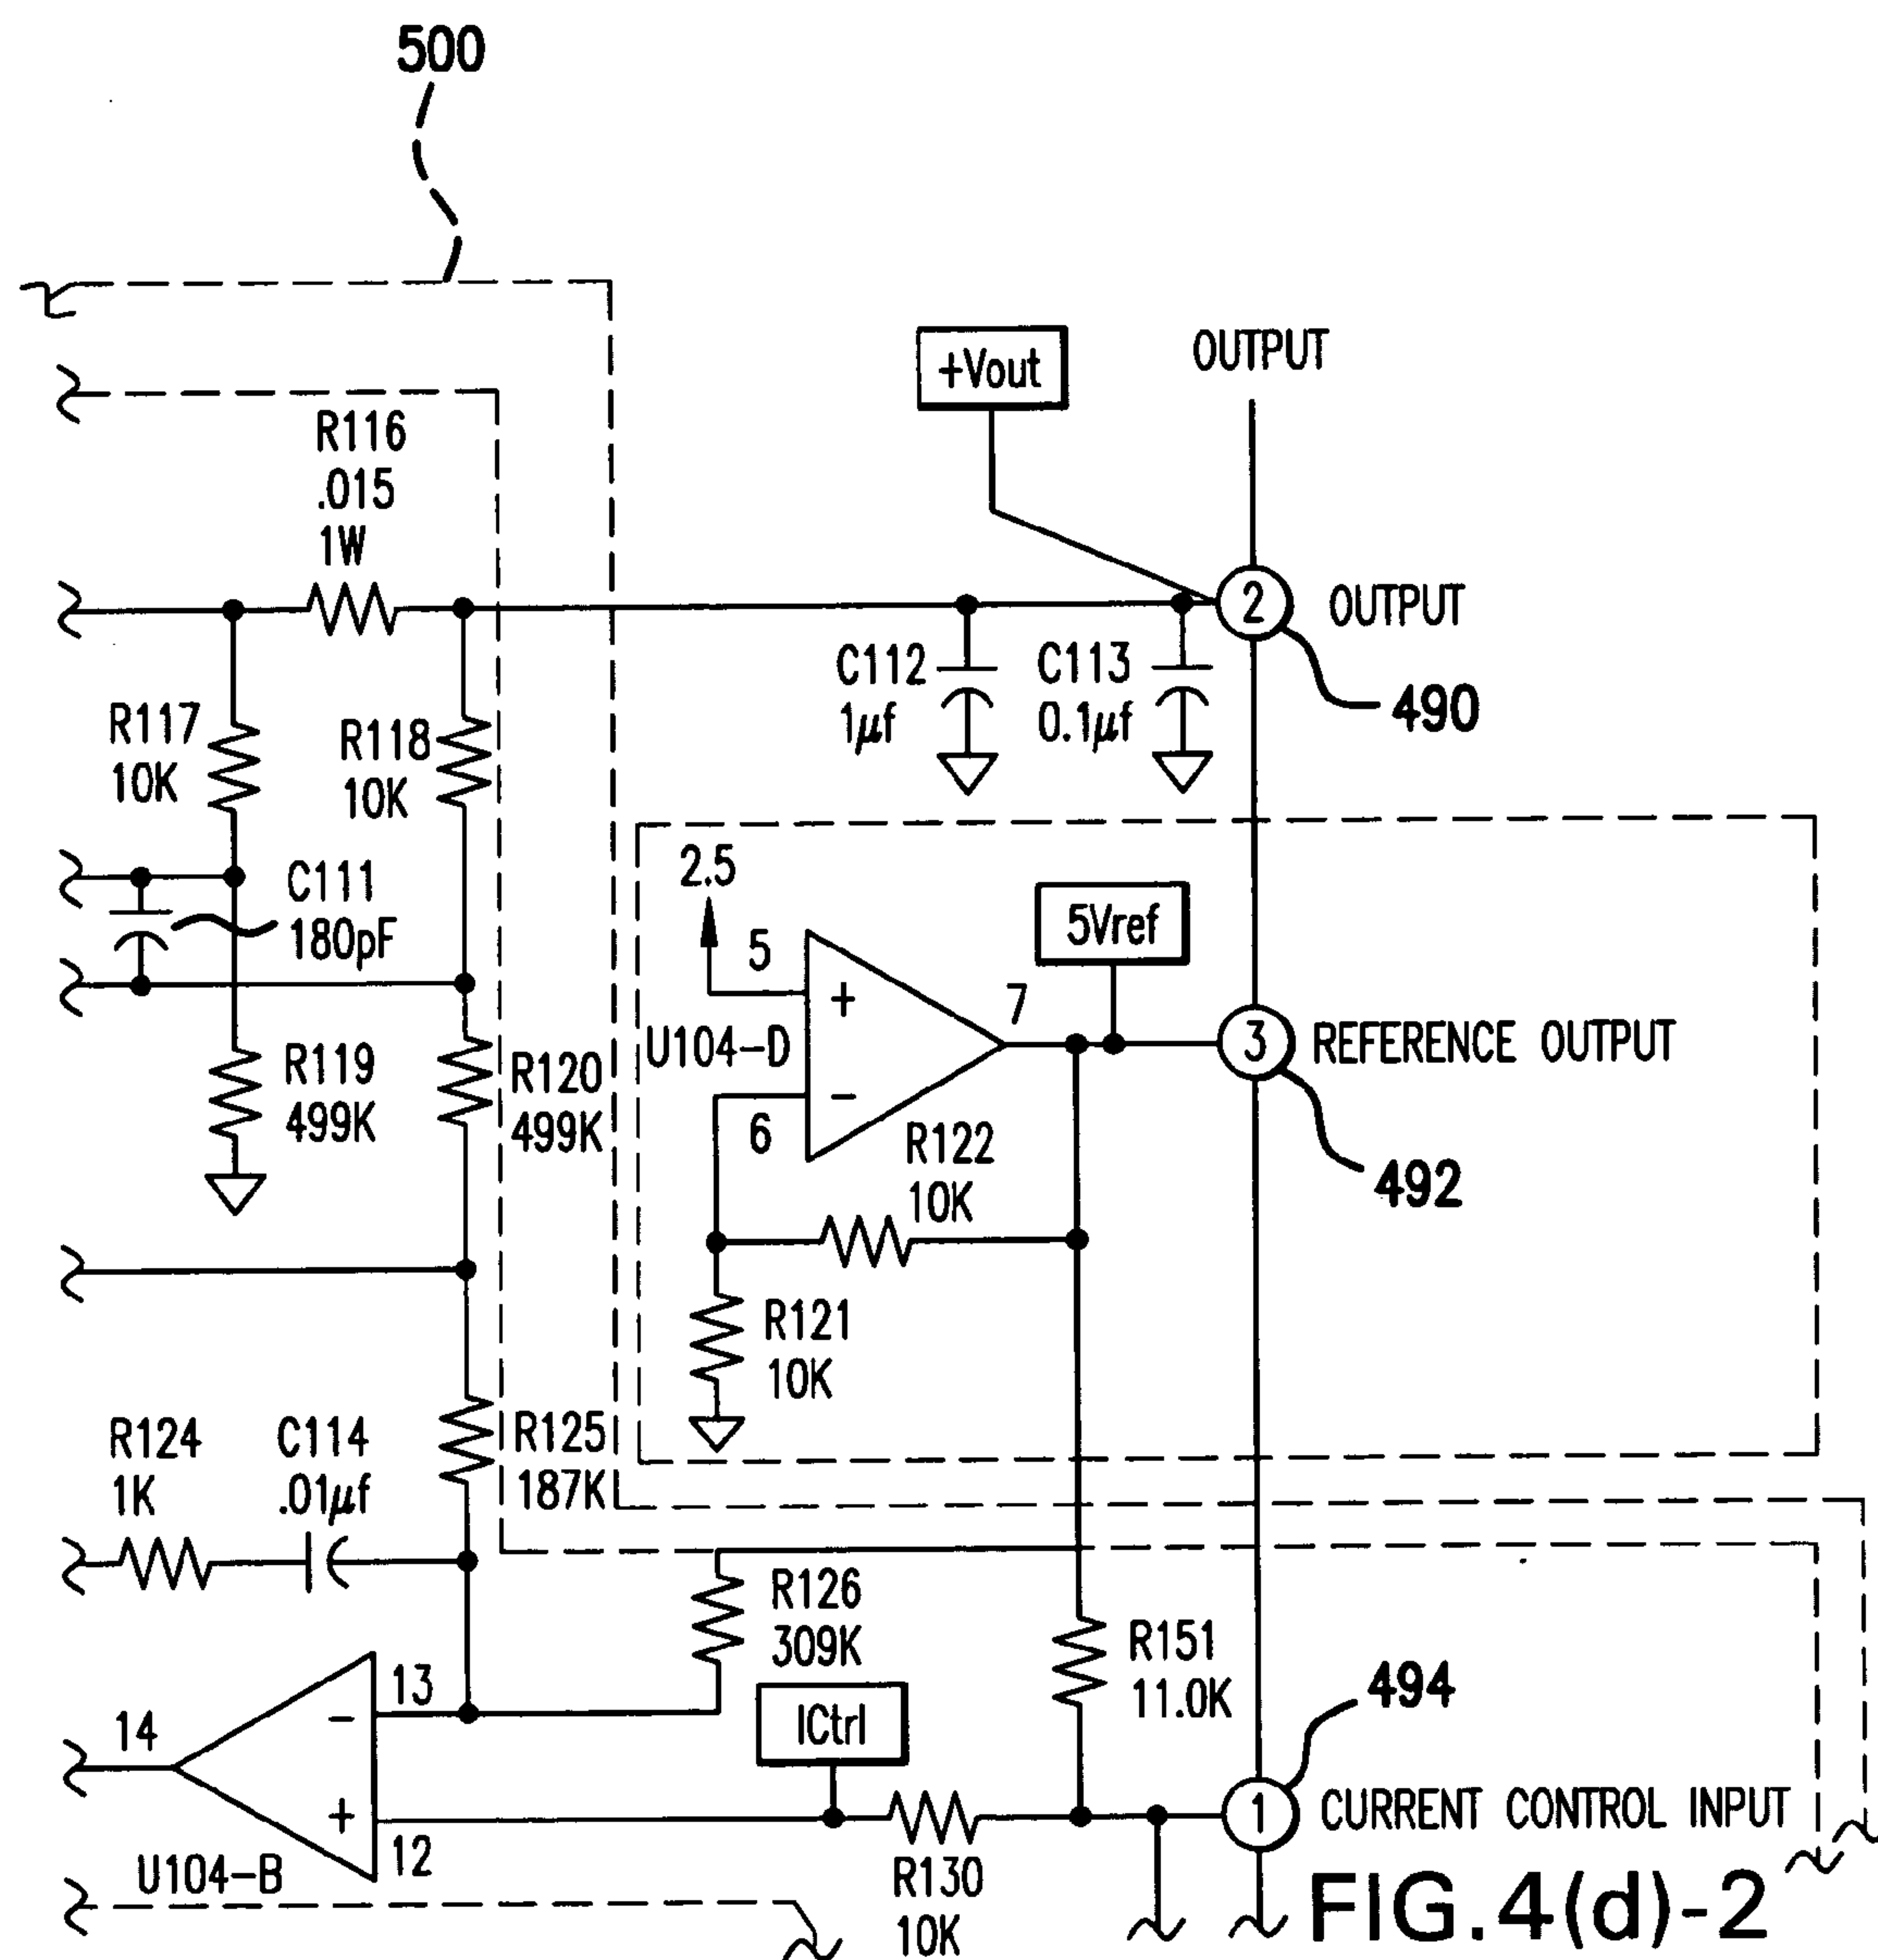 500
+Vout
OUTPUT
R116
.015
1W
2
OUTPUT
490
C112
1µf
C113
0.1µf
R117
10K
R118
10K
C111
180pF
2.5
5
+
5Vref
7
U104-D
-
6
3
REFERENCE OUTPUT
492
R119
499K
R120
499K
R122
10K
R121
10K
R124
1K
C114
.01µf
R125
187K
R126
309K
R151
11.0K
494
13
-
14
+
12
U104-B
ICtrl
R130
10K
1
CURRENT CONTROL INPUT
FIG.4(d)-2